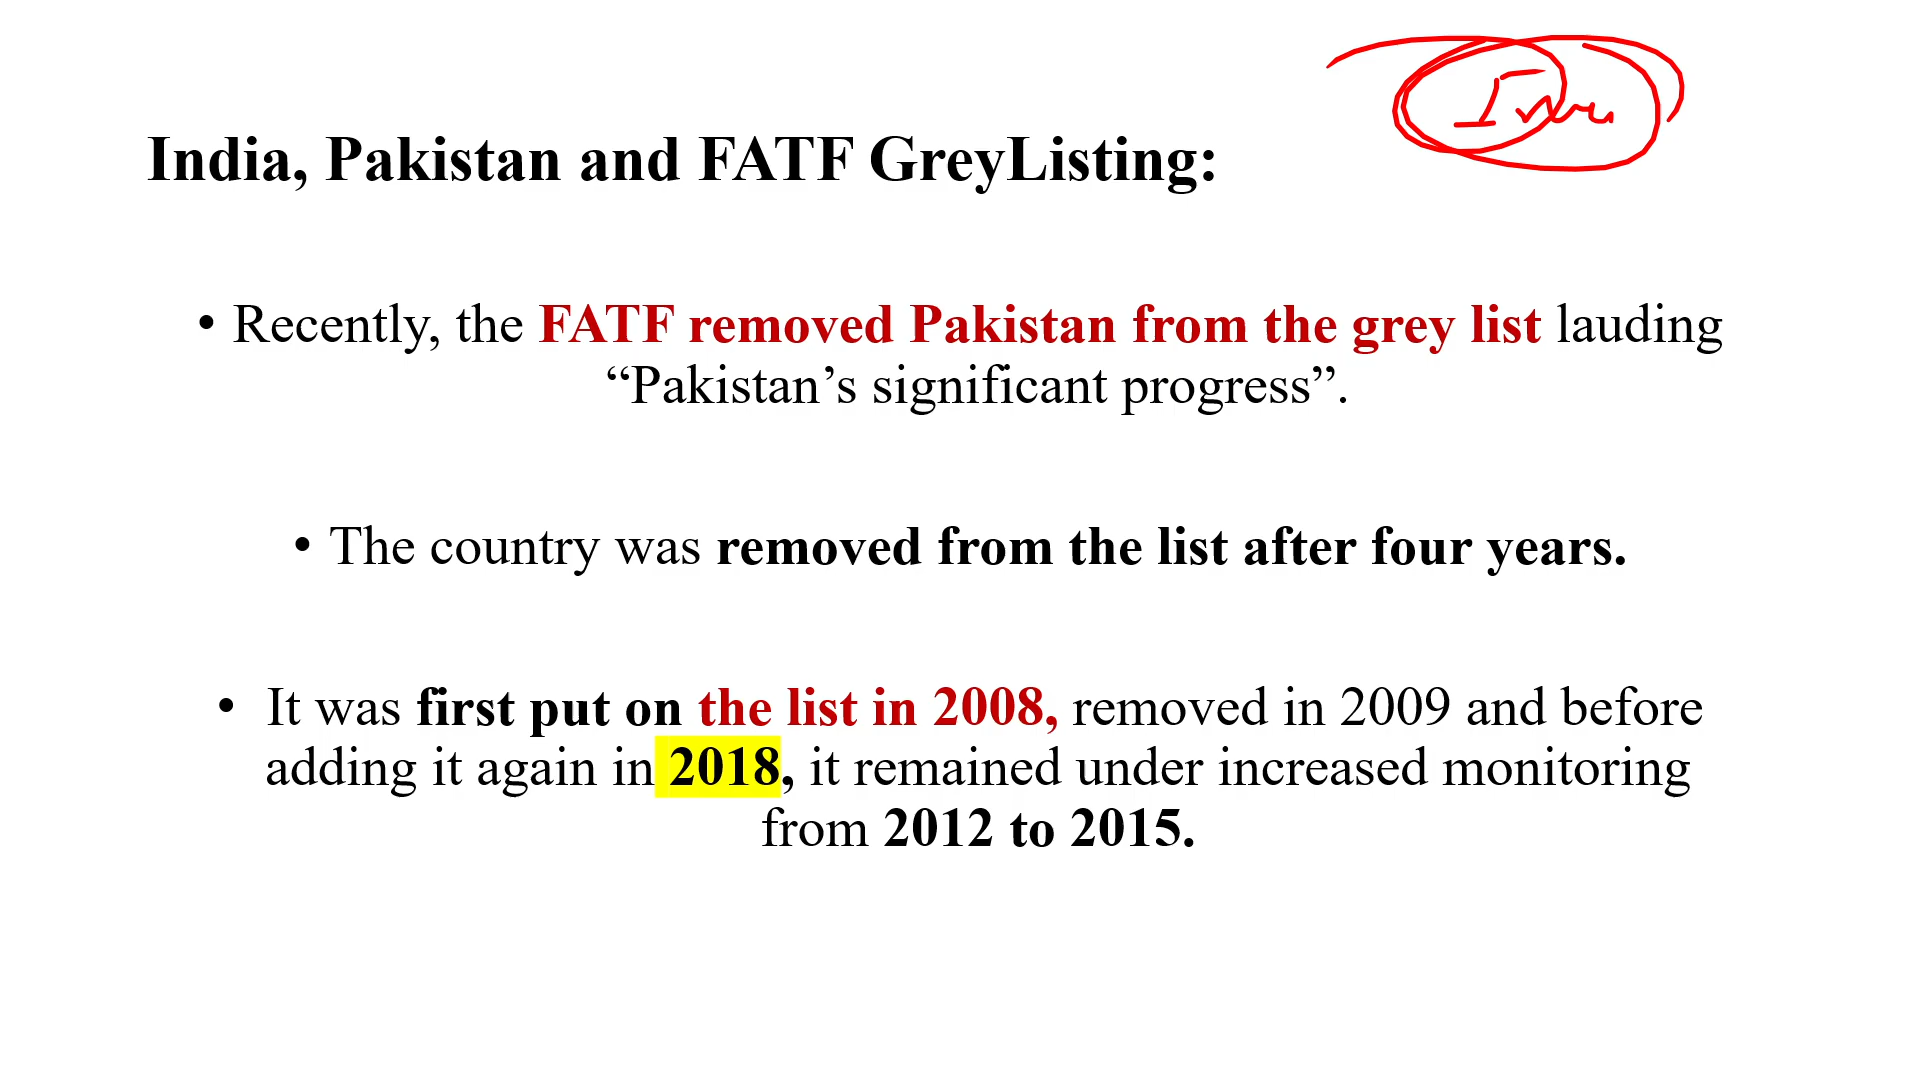 India, Pakistan and FATF GreyListing:
• Recently, the FATF removed Pakistan from the grey list lauding
“Pakistan’s significant progress”.
• The country was removed from the list after four years.
• It was first put on the list in 2008, removed in 2009 and before
adding it again in 2018, it remained under increased monitoring
from 2012 to 2015.